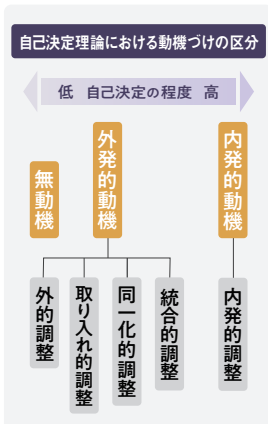 自己決定理論における動機づけの区分
低 自己決定の程度 高
無動機
外発的動機
内発的動機
外的調整
取り入れ的調整
同一化的調整
統合的調整
内発的調整